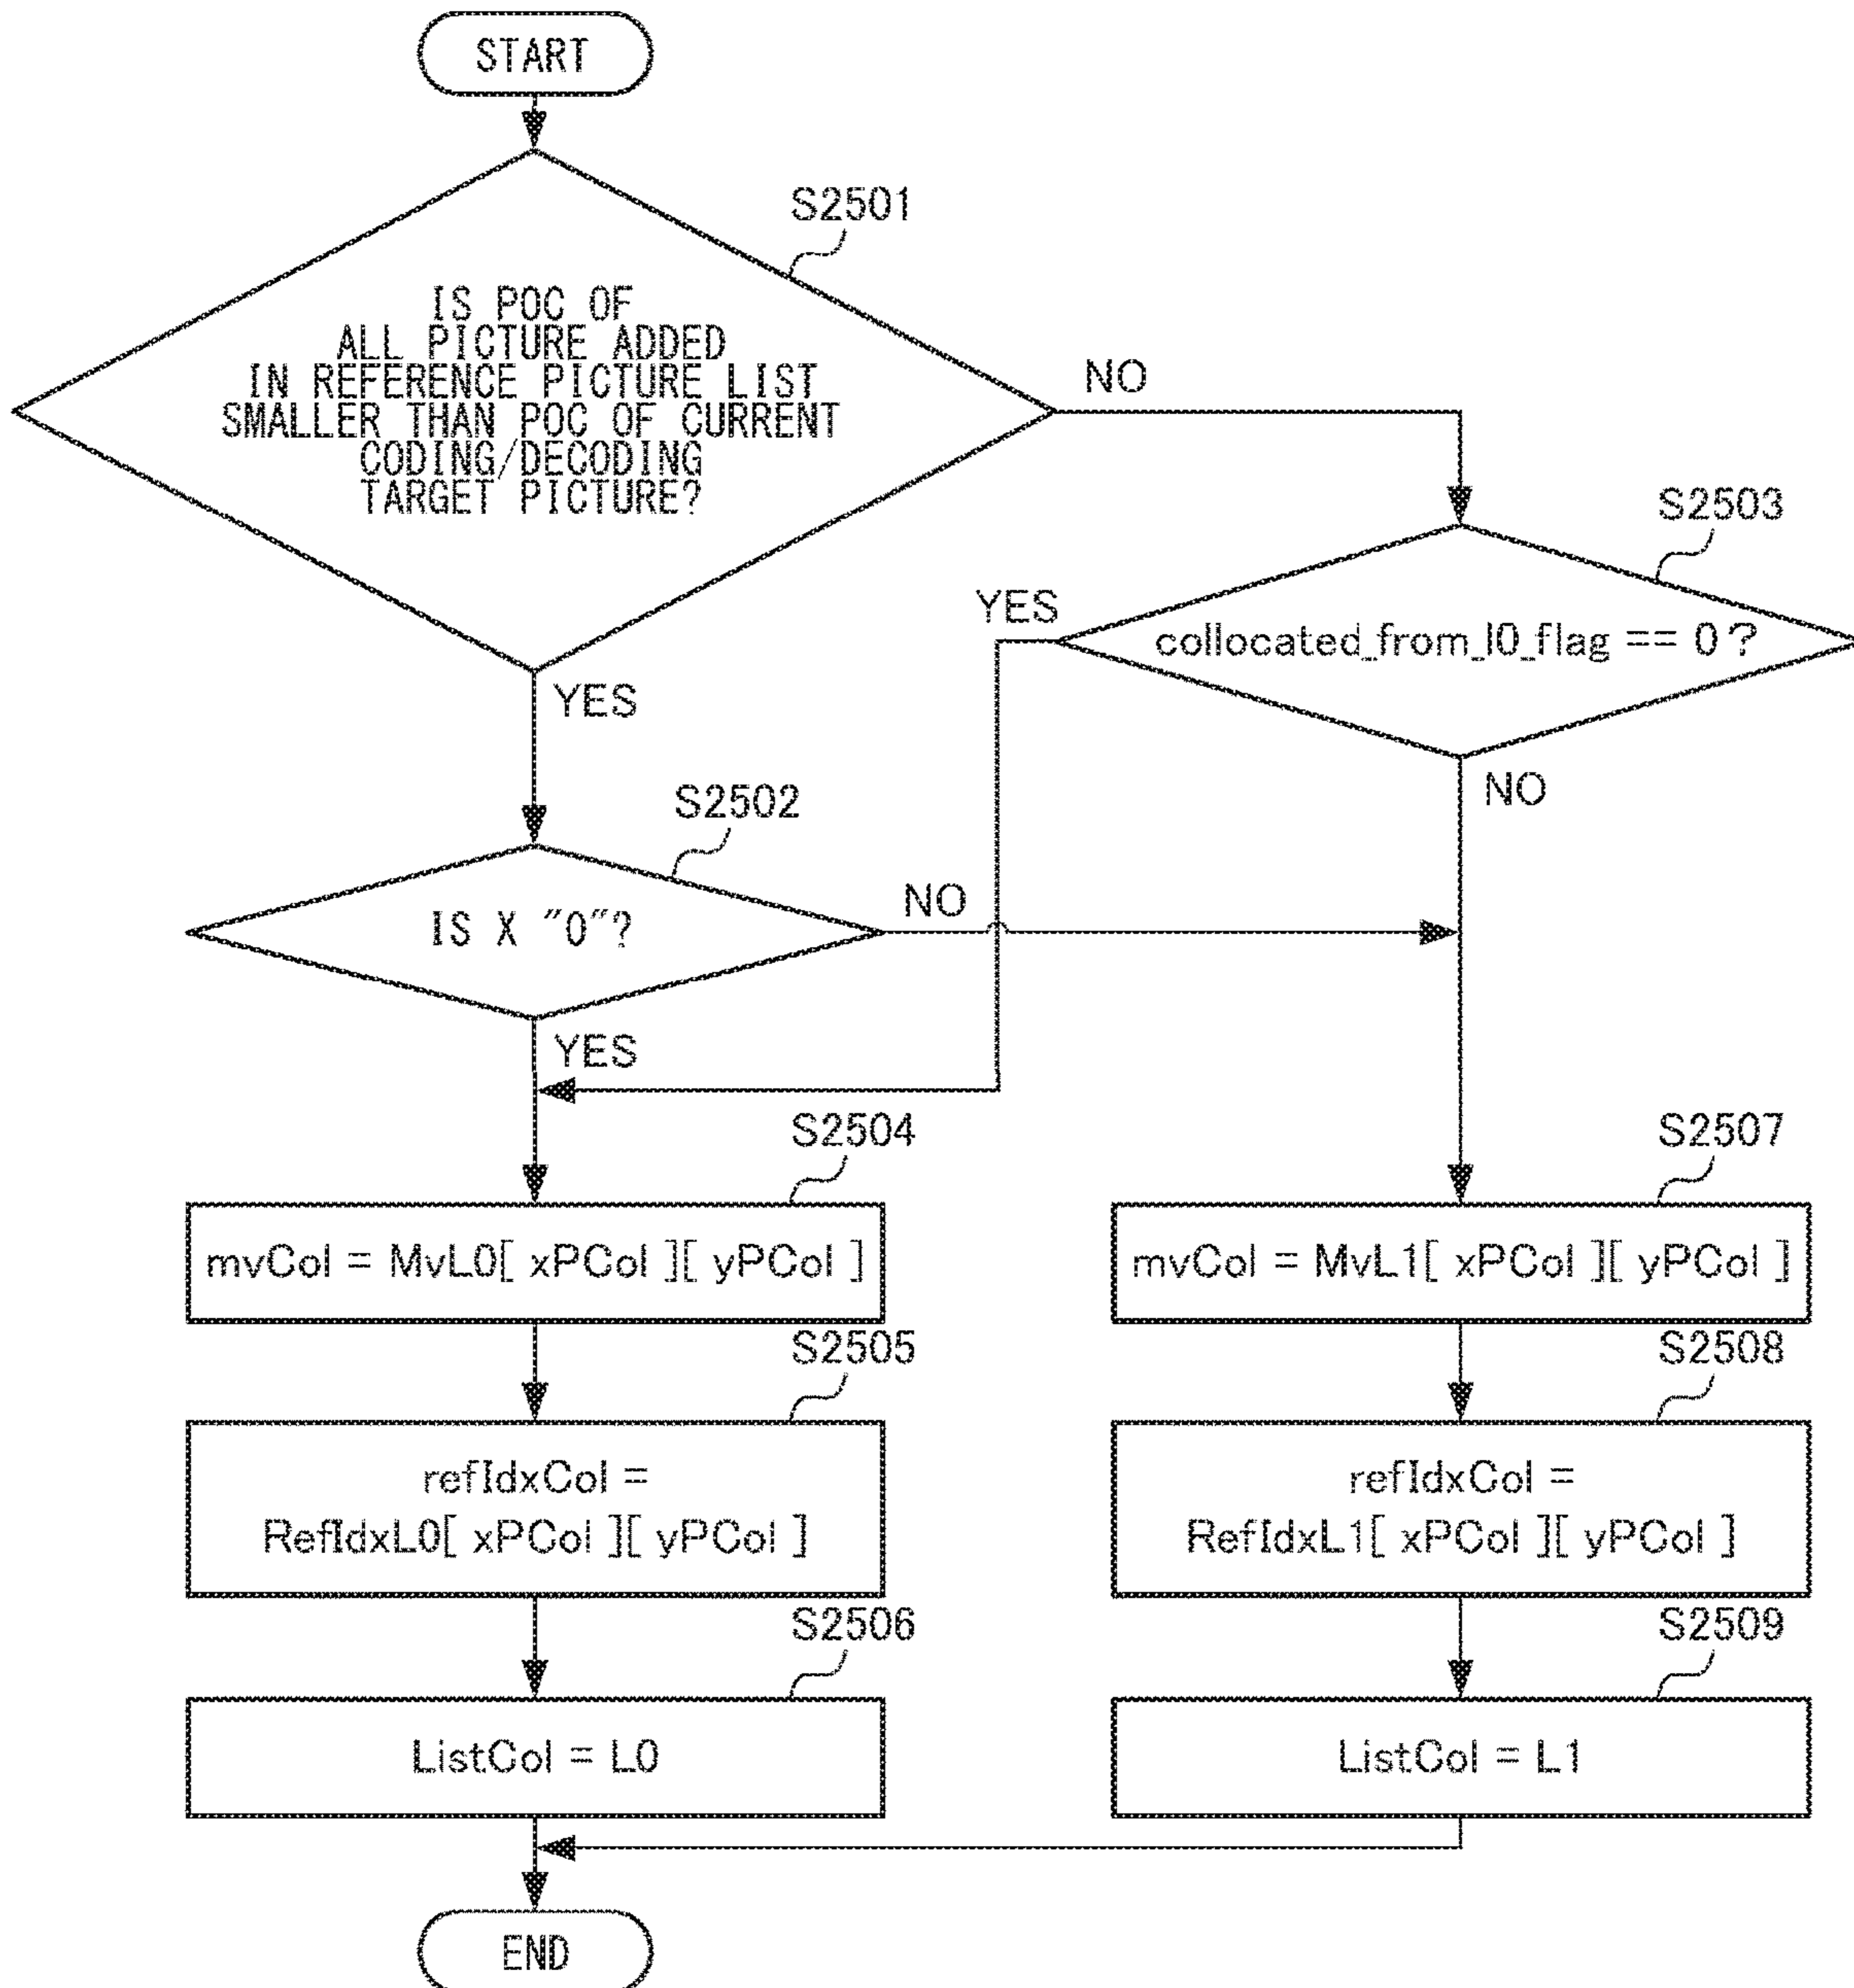 START
S2501
IS POC OF
ALL PICTURE ADDED
IN REFERENCE PICTURE LIST
SMALLER THAN POC OF CURRENT
CODING/DECODING
TARGET PICTURE?
NO
YES
S2503
collocated_from_l0_flag == 0?
YES
NO
S2502
IS X "0"?
NO
YES
S2504
mvCol = MvL0[ xPCol ][ yPCol ]
S2507
mvCol = MvL1[ xPCol ][ yPCol ]
S2505
refIdxCol =
RefIdxL0[ xPCol ][ yPCol ]
S2508
refIdxCol =
RefIdxL1[ xPCol ][ yPCol ]
S2506
ListCol = L0
S2509
ListCol = L1
END